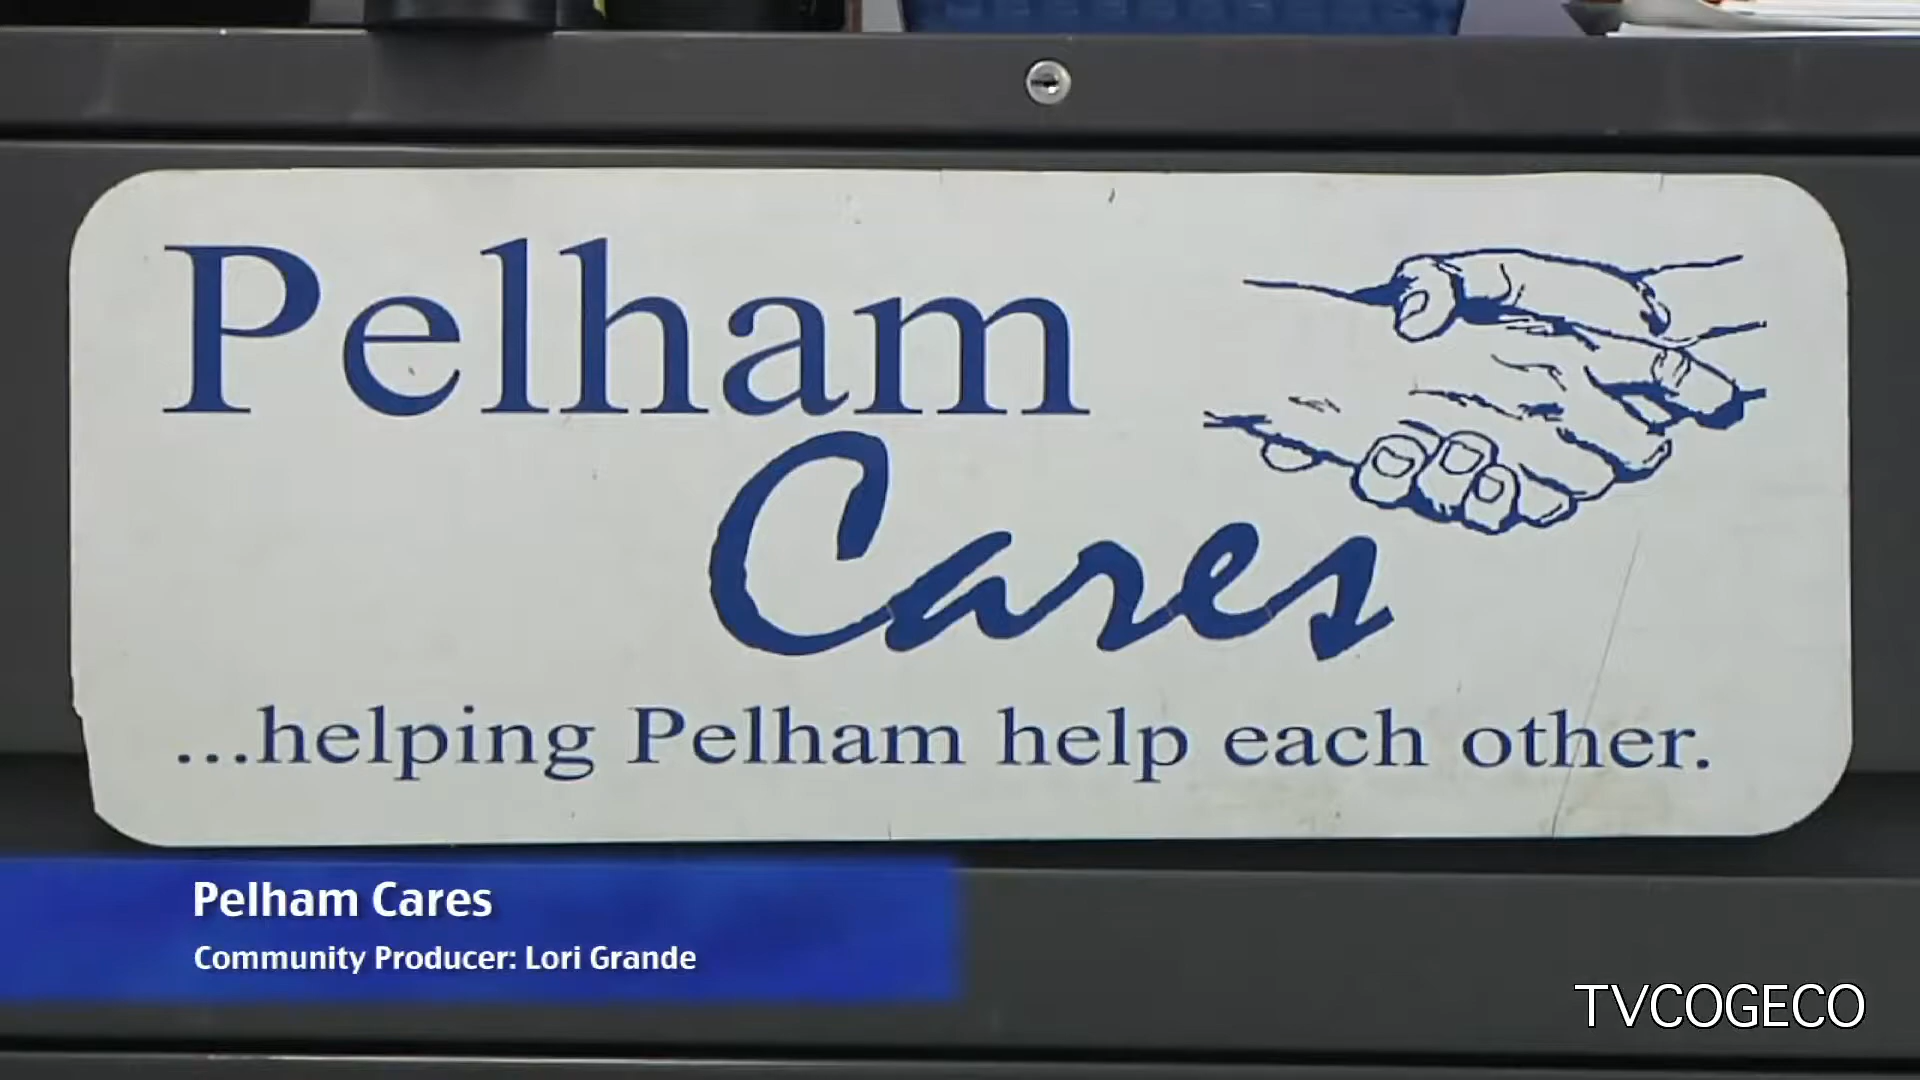 Pelham
Cares
...helping Pelham help each other.
Pelham Cares
Community Producer: Lori Grande
TVCOGECO